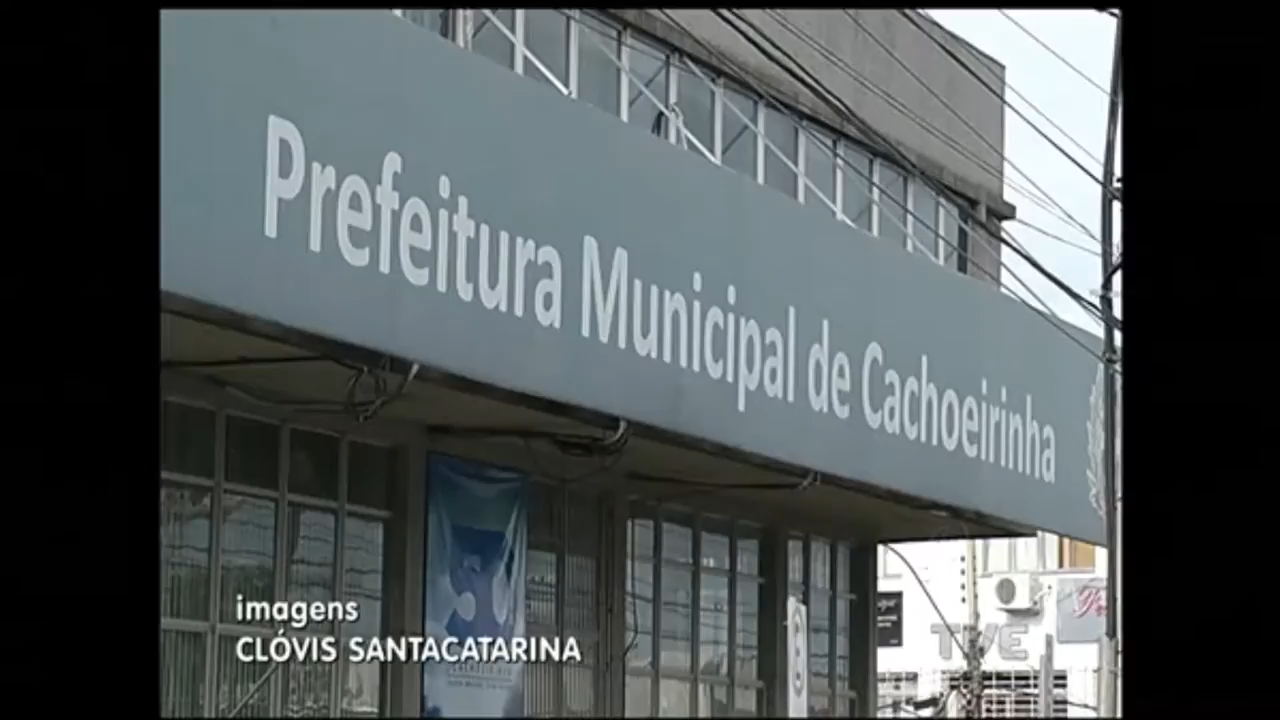 Prefeitura Municipal de Cachoeirinha
imagens
CLÓVIS SANTACATARINA
TVE